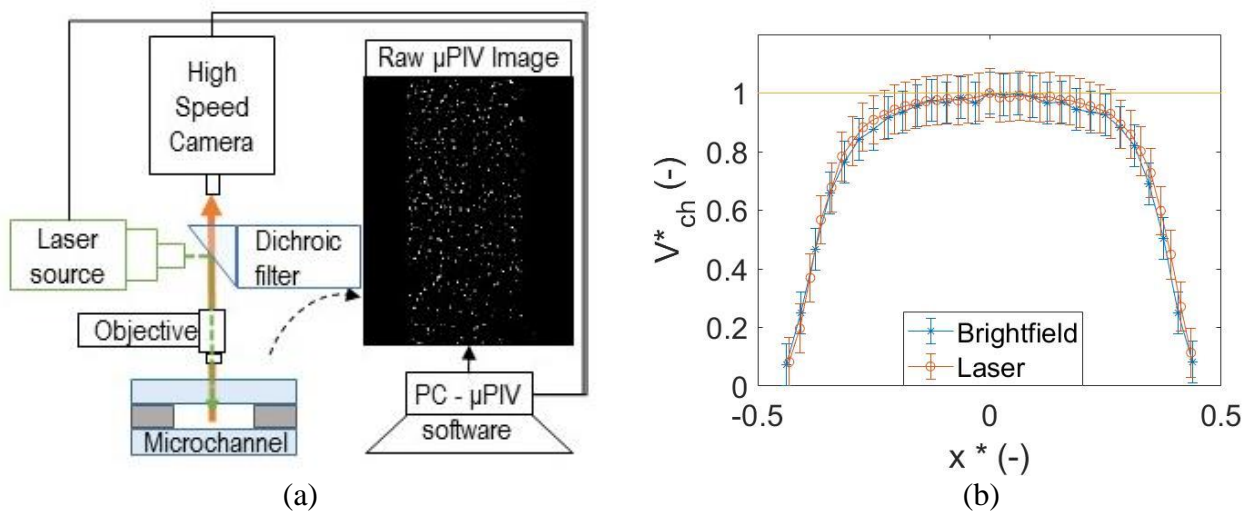 High
Speed
Camera
Raw µPIV Image
Laser
source
Dichroic
filter
Objective
Microchannel
PC - µPIV
software
(a)
V*ch (-)
1
0.8
0.6
0.4
0.2
0
-0.5
0
0.5
x * (-)
Brightfield
Laser
(b)